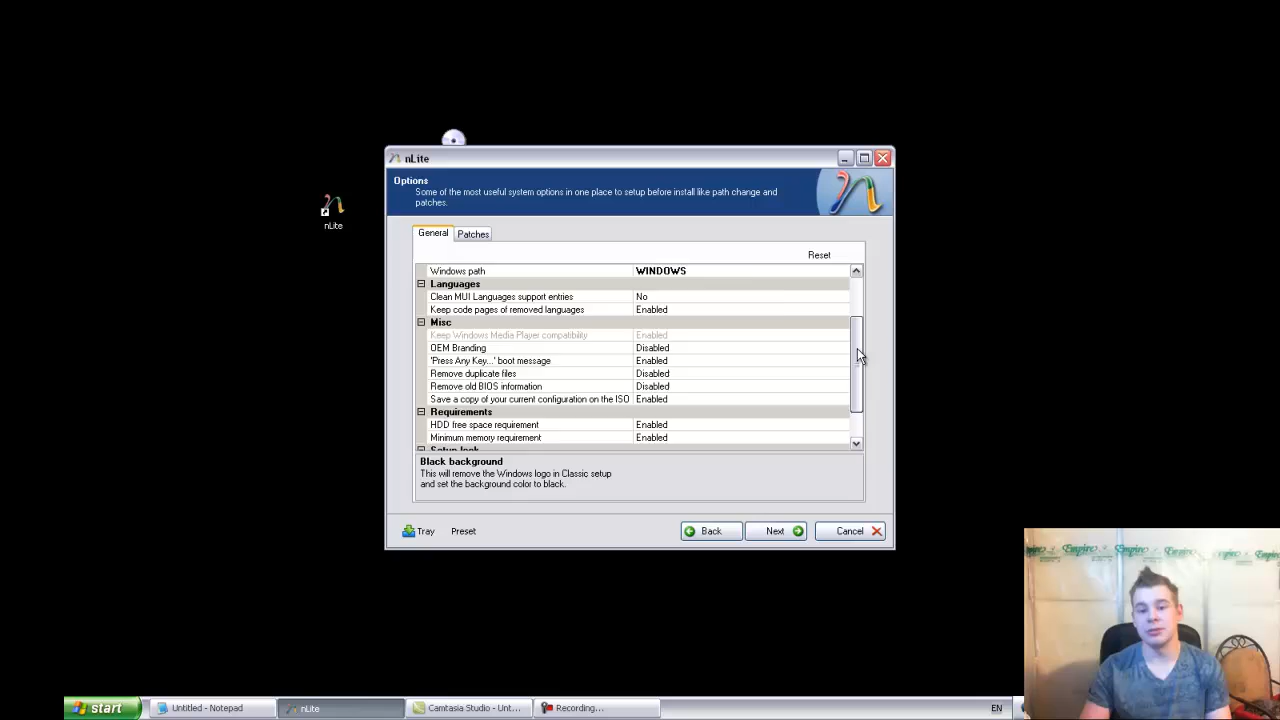 nLite
nLite
Options
Some of the most useful system options in one place to setup before install like path change and
patches.
General Patches
Reset
Windows path WINDOWS
Languages
Clean MUI Languages support entries No
Keep code pages of removed languages Enabled
Misc
Keep Windows Media Player compatibility Enabled
OEM Branding Disabled
'Press Any Key...' boot message Enabled
Remove duplicate files Disabled
Remove old BIOS information Disabled
Save a copy of your current configuration on the ISO Enabled
Requirements
HDD free space requirement Enabled
Minimum memory requirement Enabled
Setup look
Black background
This will remove the Windows logo in Classic setup
and set the background color to black.
Tray Preset Back Next Cancel
Empire Empire Empire
start Untitled - Notepad nLite Camtasia Studio - Unt... Recording... EN